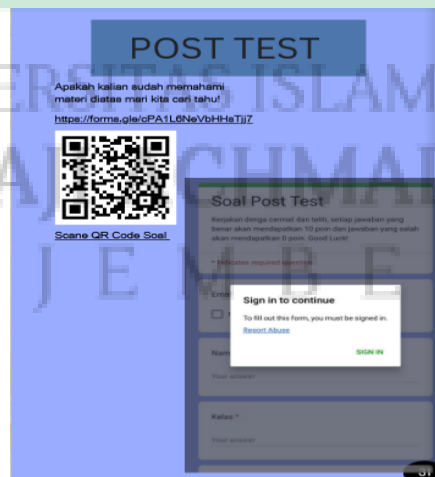 POST TEST
Apakah kalian sudah memahami
materi diatas mari kita cari tahu!
https://forms.gle/cPA1L6NeVbHHsTjj7
Scane QR Code Soal
Soal Post Test
Kerjakan denga cermat dan teliti, setiap jawaban yang
benar akan mendapatkan 10 poin dan jawaban yang salah
akan mendapatkan 0 poin. Good Luck!
* Indicates required question
Sign in to continue
To fill out this form, you must be signed in.
Report Abuse
SIGN IN
Your answer
Kelas *
Your answer
31